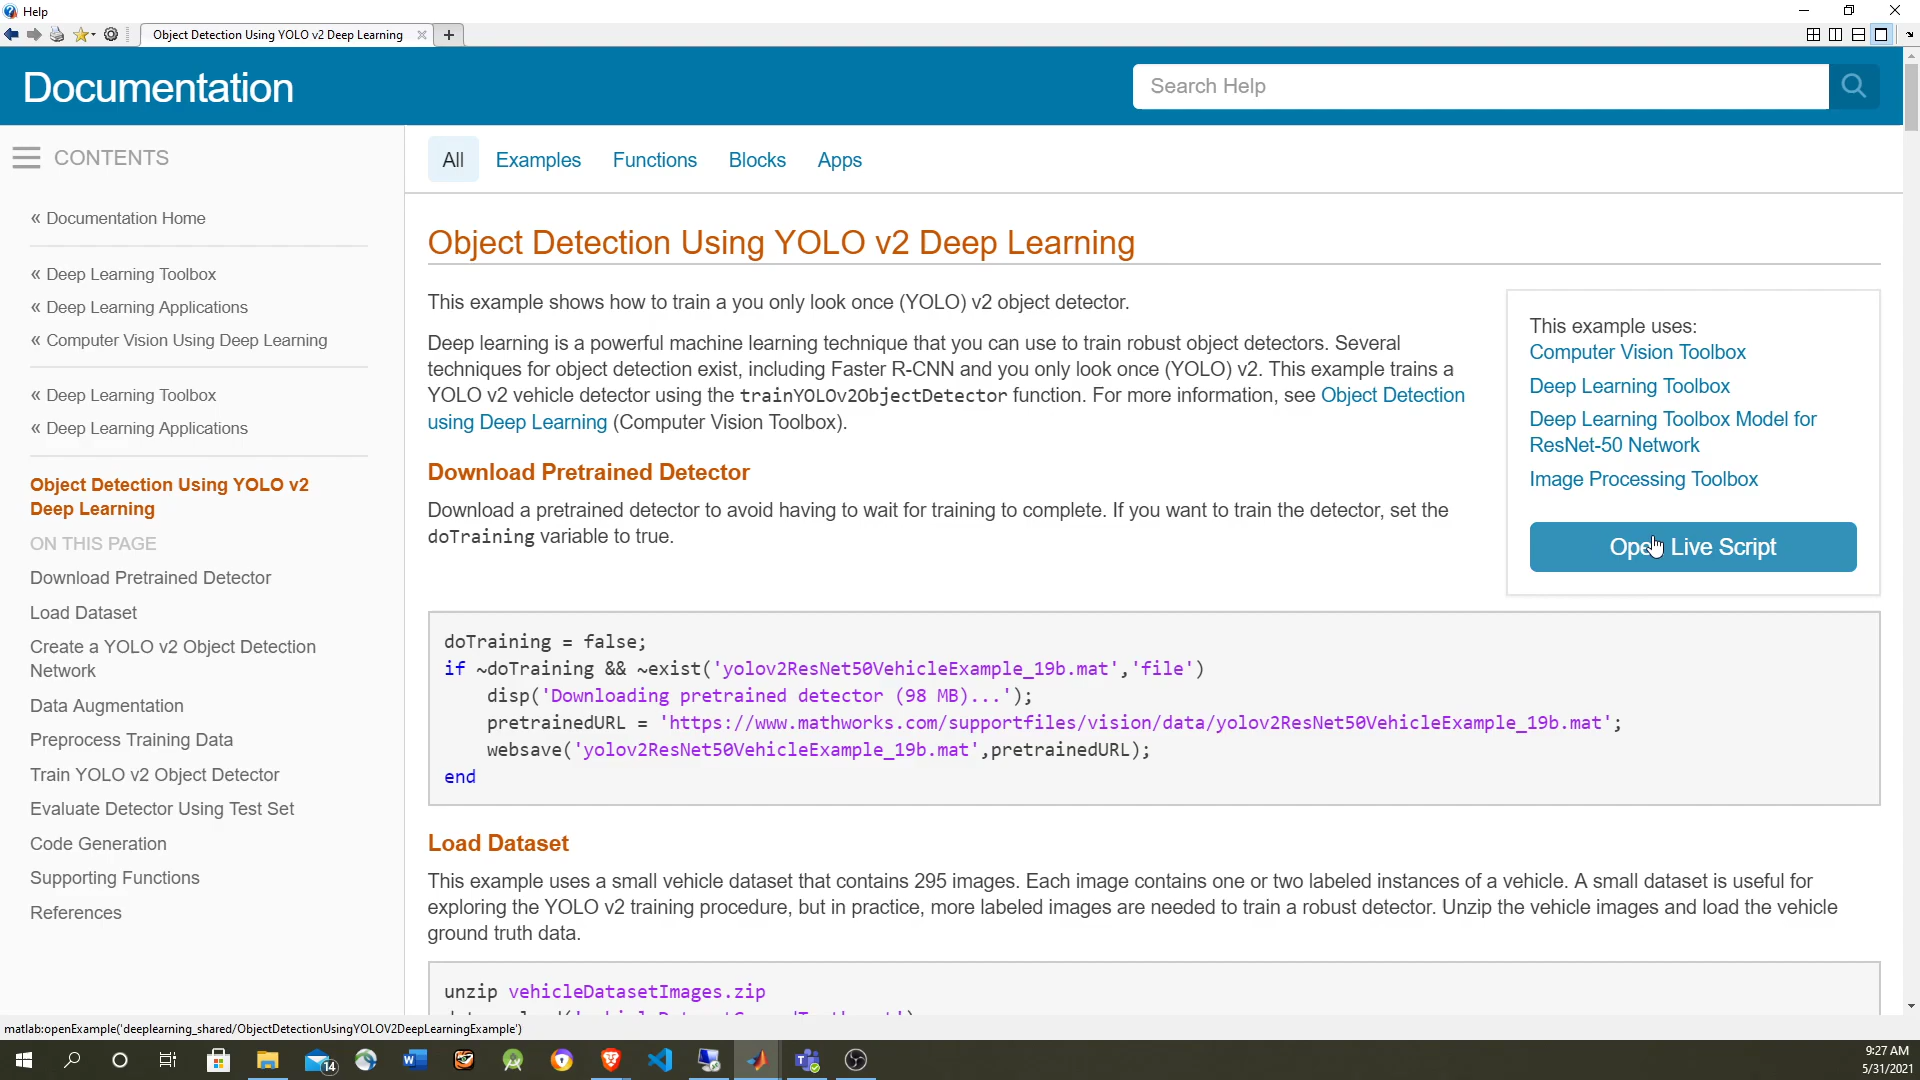 Help
Object Detection Using YOLO v2 Deep Learning
Documentation
Search Help
CONTENTS
« Documentation Home
« Deep Learning Toolbox
« Deep Learning Applications
« Computer Vision Using Deep Learning
« Deep Learning Toolbox
« Deep Learning Applications
Object Detection Using YOLO v2
Deep Learning
ON THIS PAGE
Download Pretrained Detector
Load Dataset
Create a YOLO v2 Object Detection
Network
Data Augmentation
Preprocess Training Data
Train YOLO v2 Object Detector
Evaluate Detector Using Test Set
Code Generation
Supporting Functions
References
All Examples Functions Blocks Apps
Object Detection Using YOLO v2 Deep Learning
This example shows how to train a you only look once (YOLO) v2 object detector.
Deep learning is a powerful machine learning technique that you can use to train robust object detectors. Several
techniques for object detection exist, including Faster R-CNN and you only look once (YOLO) v2. This example trains a
YOLO v2 vehicle detector using the trainYOLOv2ObjectDetector function. For more information, see Object Detection
using Deep Learning (Computer Vision Toolbox).
This example uses:
Computer Vision Toolbox
Deep Learning Toolbox
Deep Learning Toolbox Model for
ResNet-50 Network
Image Processing Toolbox
Open Live Script
Download Pretrained Detector
Download a pretrained detector to avoid having to wait for training to complete. If you want to train the detector, set the
doTraining variable to true.
doTraining = false;
if ~doTraining && ~exist('yolov2ResNet50VehicleExample_19b.mat','file')
disp('Downloading pretrained detector (98 MB)...');
pretrainedURL = 'https://www.mathworks.com/supportfiles/vision/data/yolov2ResNet50VehicleExample_19b.mat';
websave('yolov2ResNet50VehicleExample_19b.mat',pretrainedURL);
end
Load Dataset
This example uses a small vehicle dataset that contains 295 images. Each image contains one or two labeled instances of a vehicle. A small dataset is useful for
exploring the YOLO v2 training procedure, but in practice, more labeled images are needed to train a robust detector. Unzip the vehicle images and load the vehicle
ground truth data.
unzip vehicleDatasetImages.zip
matlab:openExample('deeplearning_shared/ObjectDetectionUsingYOLOV2DeepLearningExample')
14
9:27 AM
5/31/2021